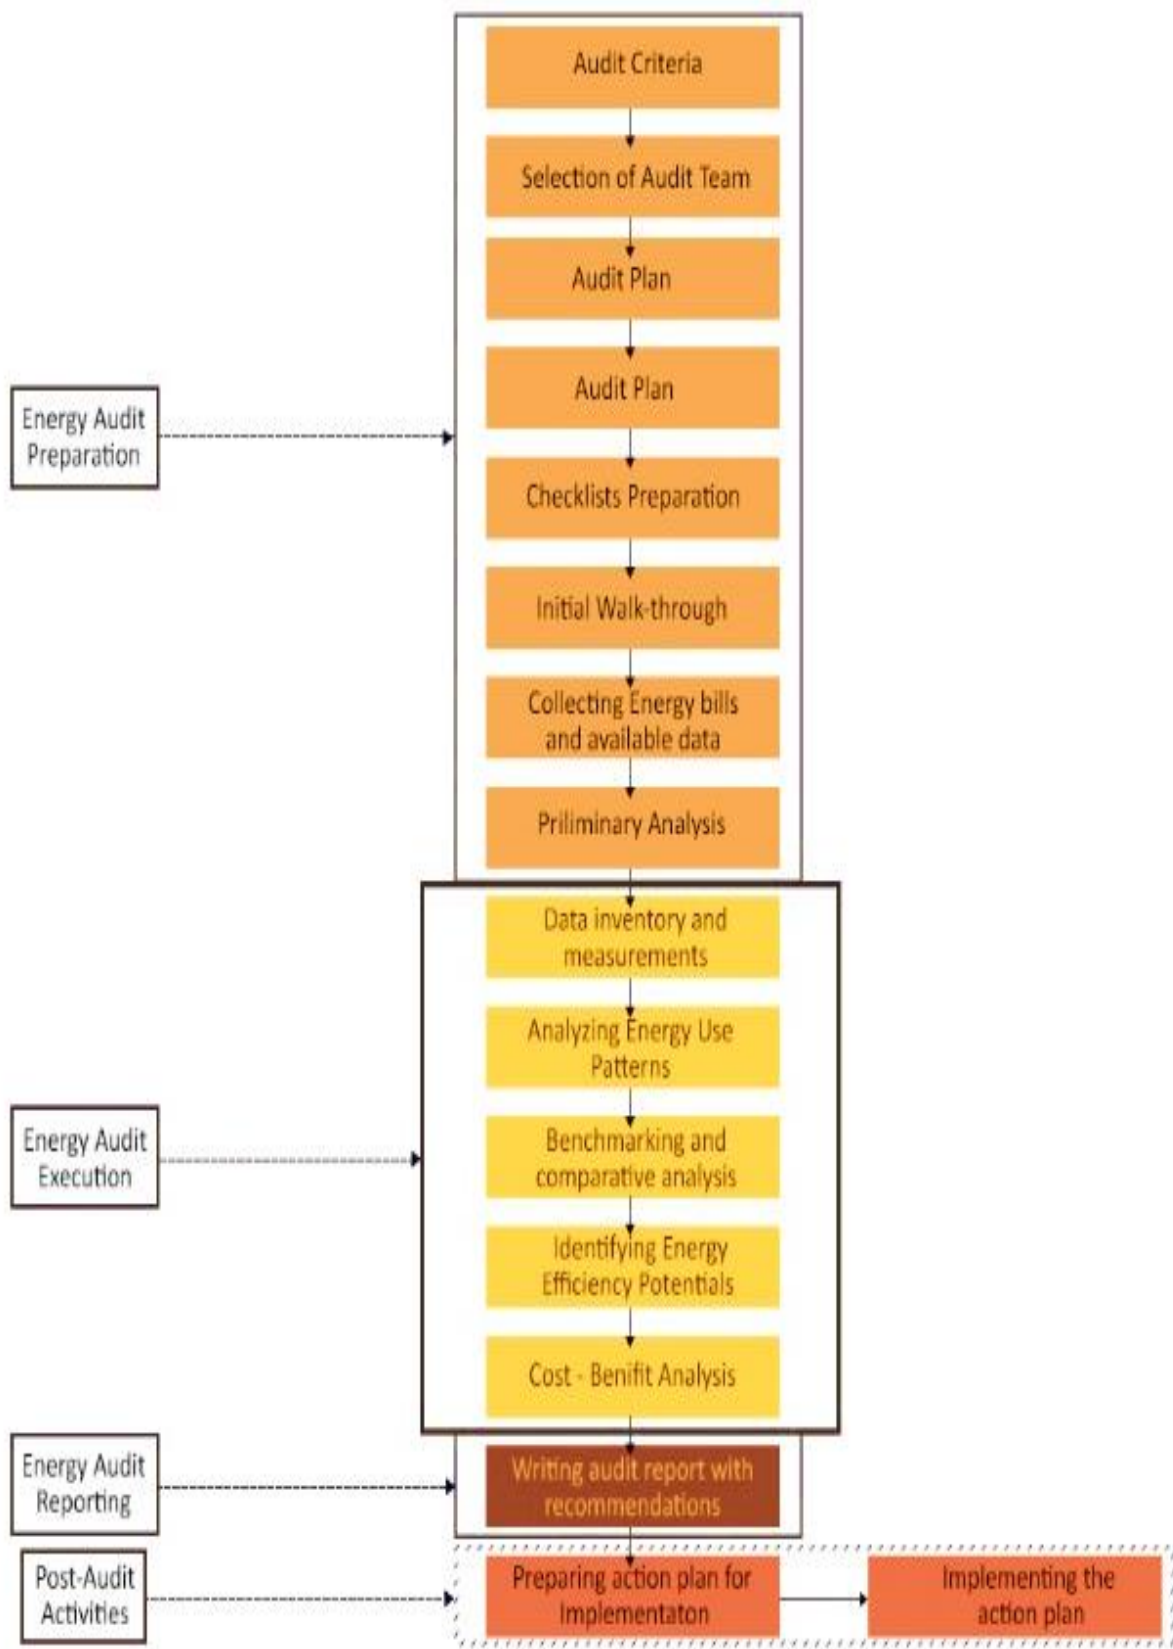 Audit Criteria
Selection of Audit Team
Audit Plan
Audit Plan
Energy Audit
Preparation
Checklists Preparation
Initial Walk-through
Collecting Energy bills
and available data
Priliminary Analysis
Data inventory and
measurements
Analyzing Energy Use
Patterns
Energy Audit
Execution
Benchmarking and
comparative analysis
Identifying Energy
Efficiency Potentials
Cost - Benifit Analysis
Energy Audit
Reporting
Writing audit report with
recommendations
Post-Audit
Activities
Preparing action plan for
Implementaton
Implementing the
action plan